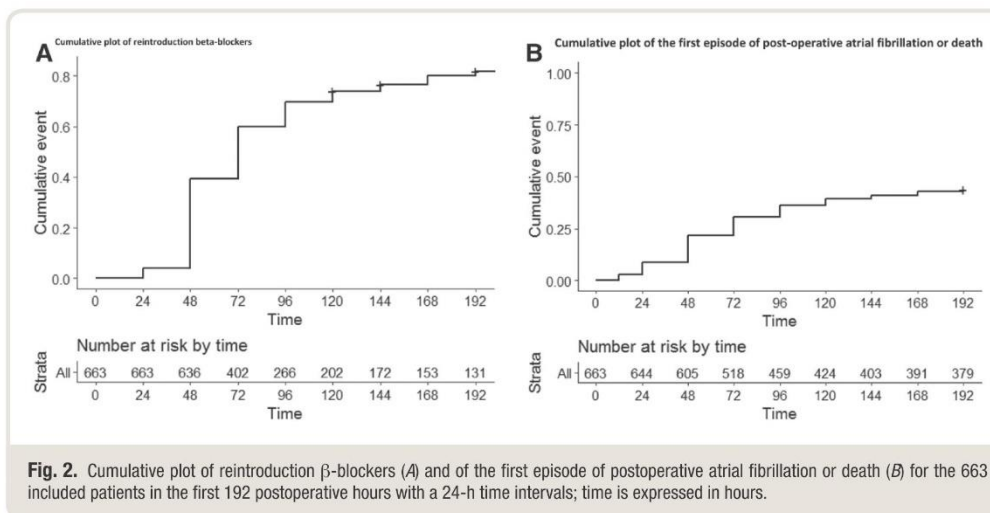 A Cumulative plot of reintroduction beta-blockers
Cumulative event
0.8
0.6
0.4
0.2
0.0
0 24 48 72 96 120 144 168 192
Time
Number at risk by time
Strata
All 663 663 636 402 266 202 172 153 131
0 24 48 72 96 120 144 168 192
Time
B Cumulative plot of the first episode of post-operative atrial fibrillation or death
Cumulative event
1.00
0.75
0.50
0.25
0.00
0 24 48 72 96 120 144 168 192
Time
Number at risk by time
Strata
All 663 644 605 518 459 424 403 391 379
0 24 48 72 96 120 144 168 192
Time
Fig. 2. Cumulative plot of reintroduction β-blockers (A) and of the first episode of postoperative atrial fibrillation or death (B) for the 663
included patients in the first 192 postoperative hours with a 24-h time intervals; time is expressed in hours.